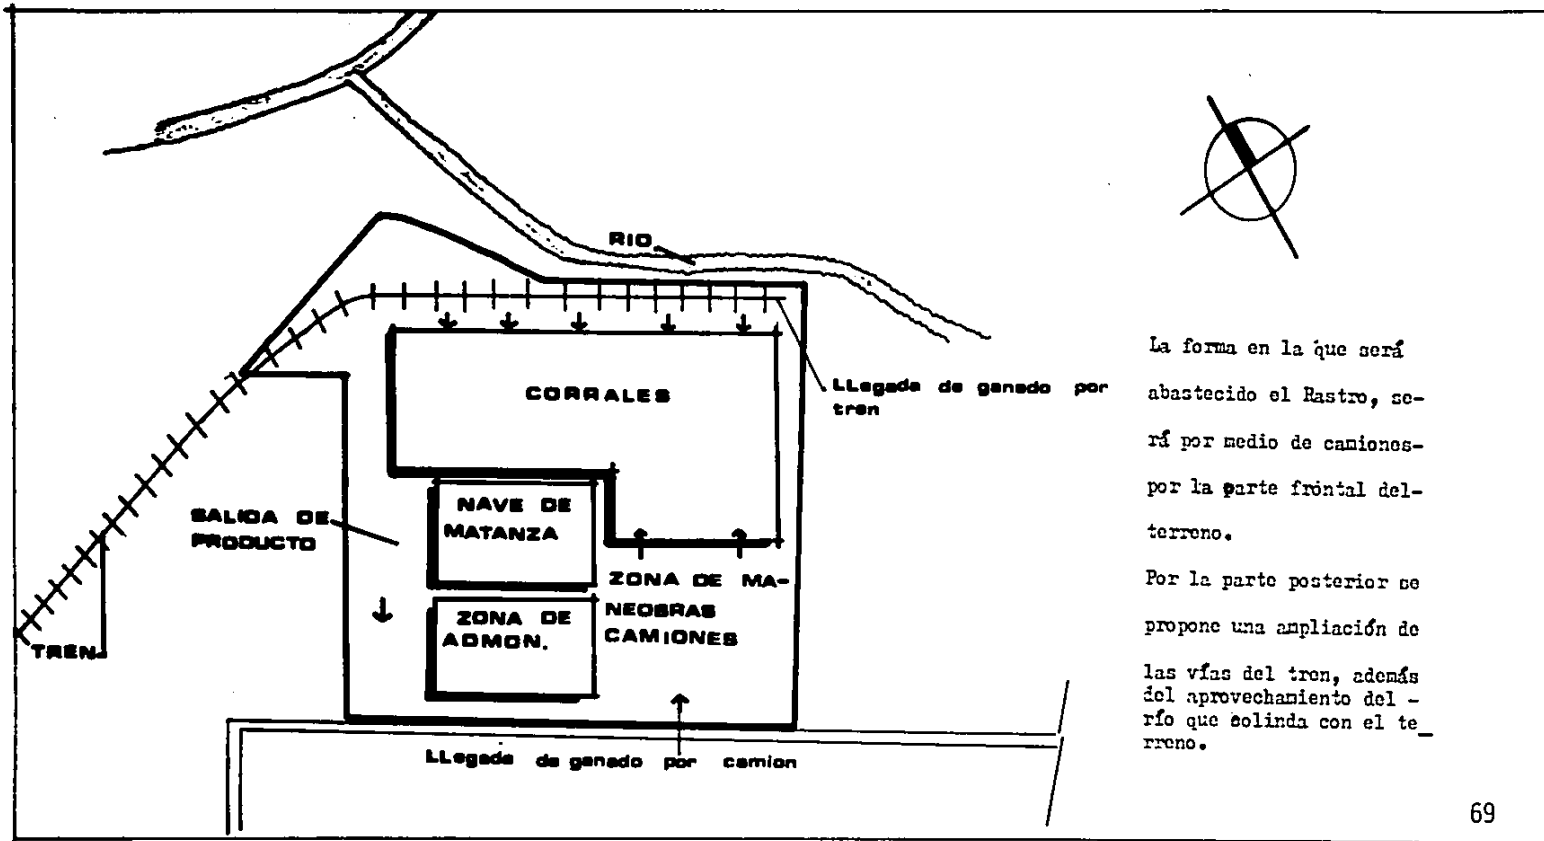 RIO
LLegada de ganado por
tren
CORRALES
NAVE DE
MATANZA
SALIDA DE
PRODUCTO
ZONA DE MA-
NEOBRAS
CAMIONES
ZONA DE
ADMON.
TREN
LLegada de ganado por camion
La forma en la que será
abastecido el Rastro, se-
rá por medio de camiones-
por la parte frontal del-
terreno.
Por la parte posterior se
propone una ampliación de
las vías del tren, además
del aprovechamiento del -
río que colinda con el te_
rreno.
69